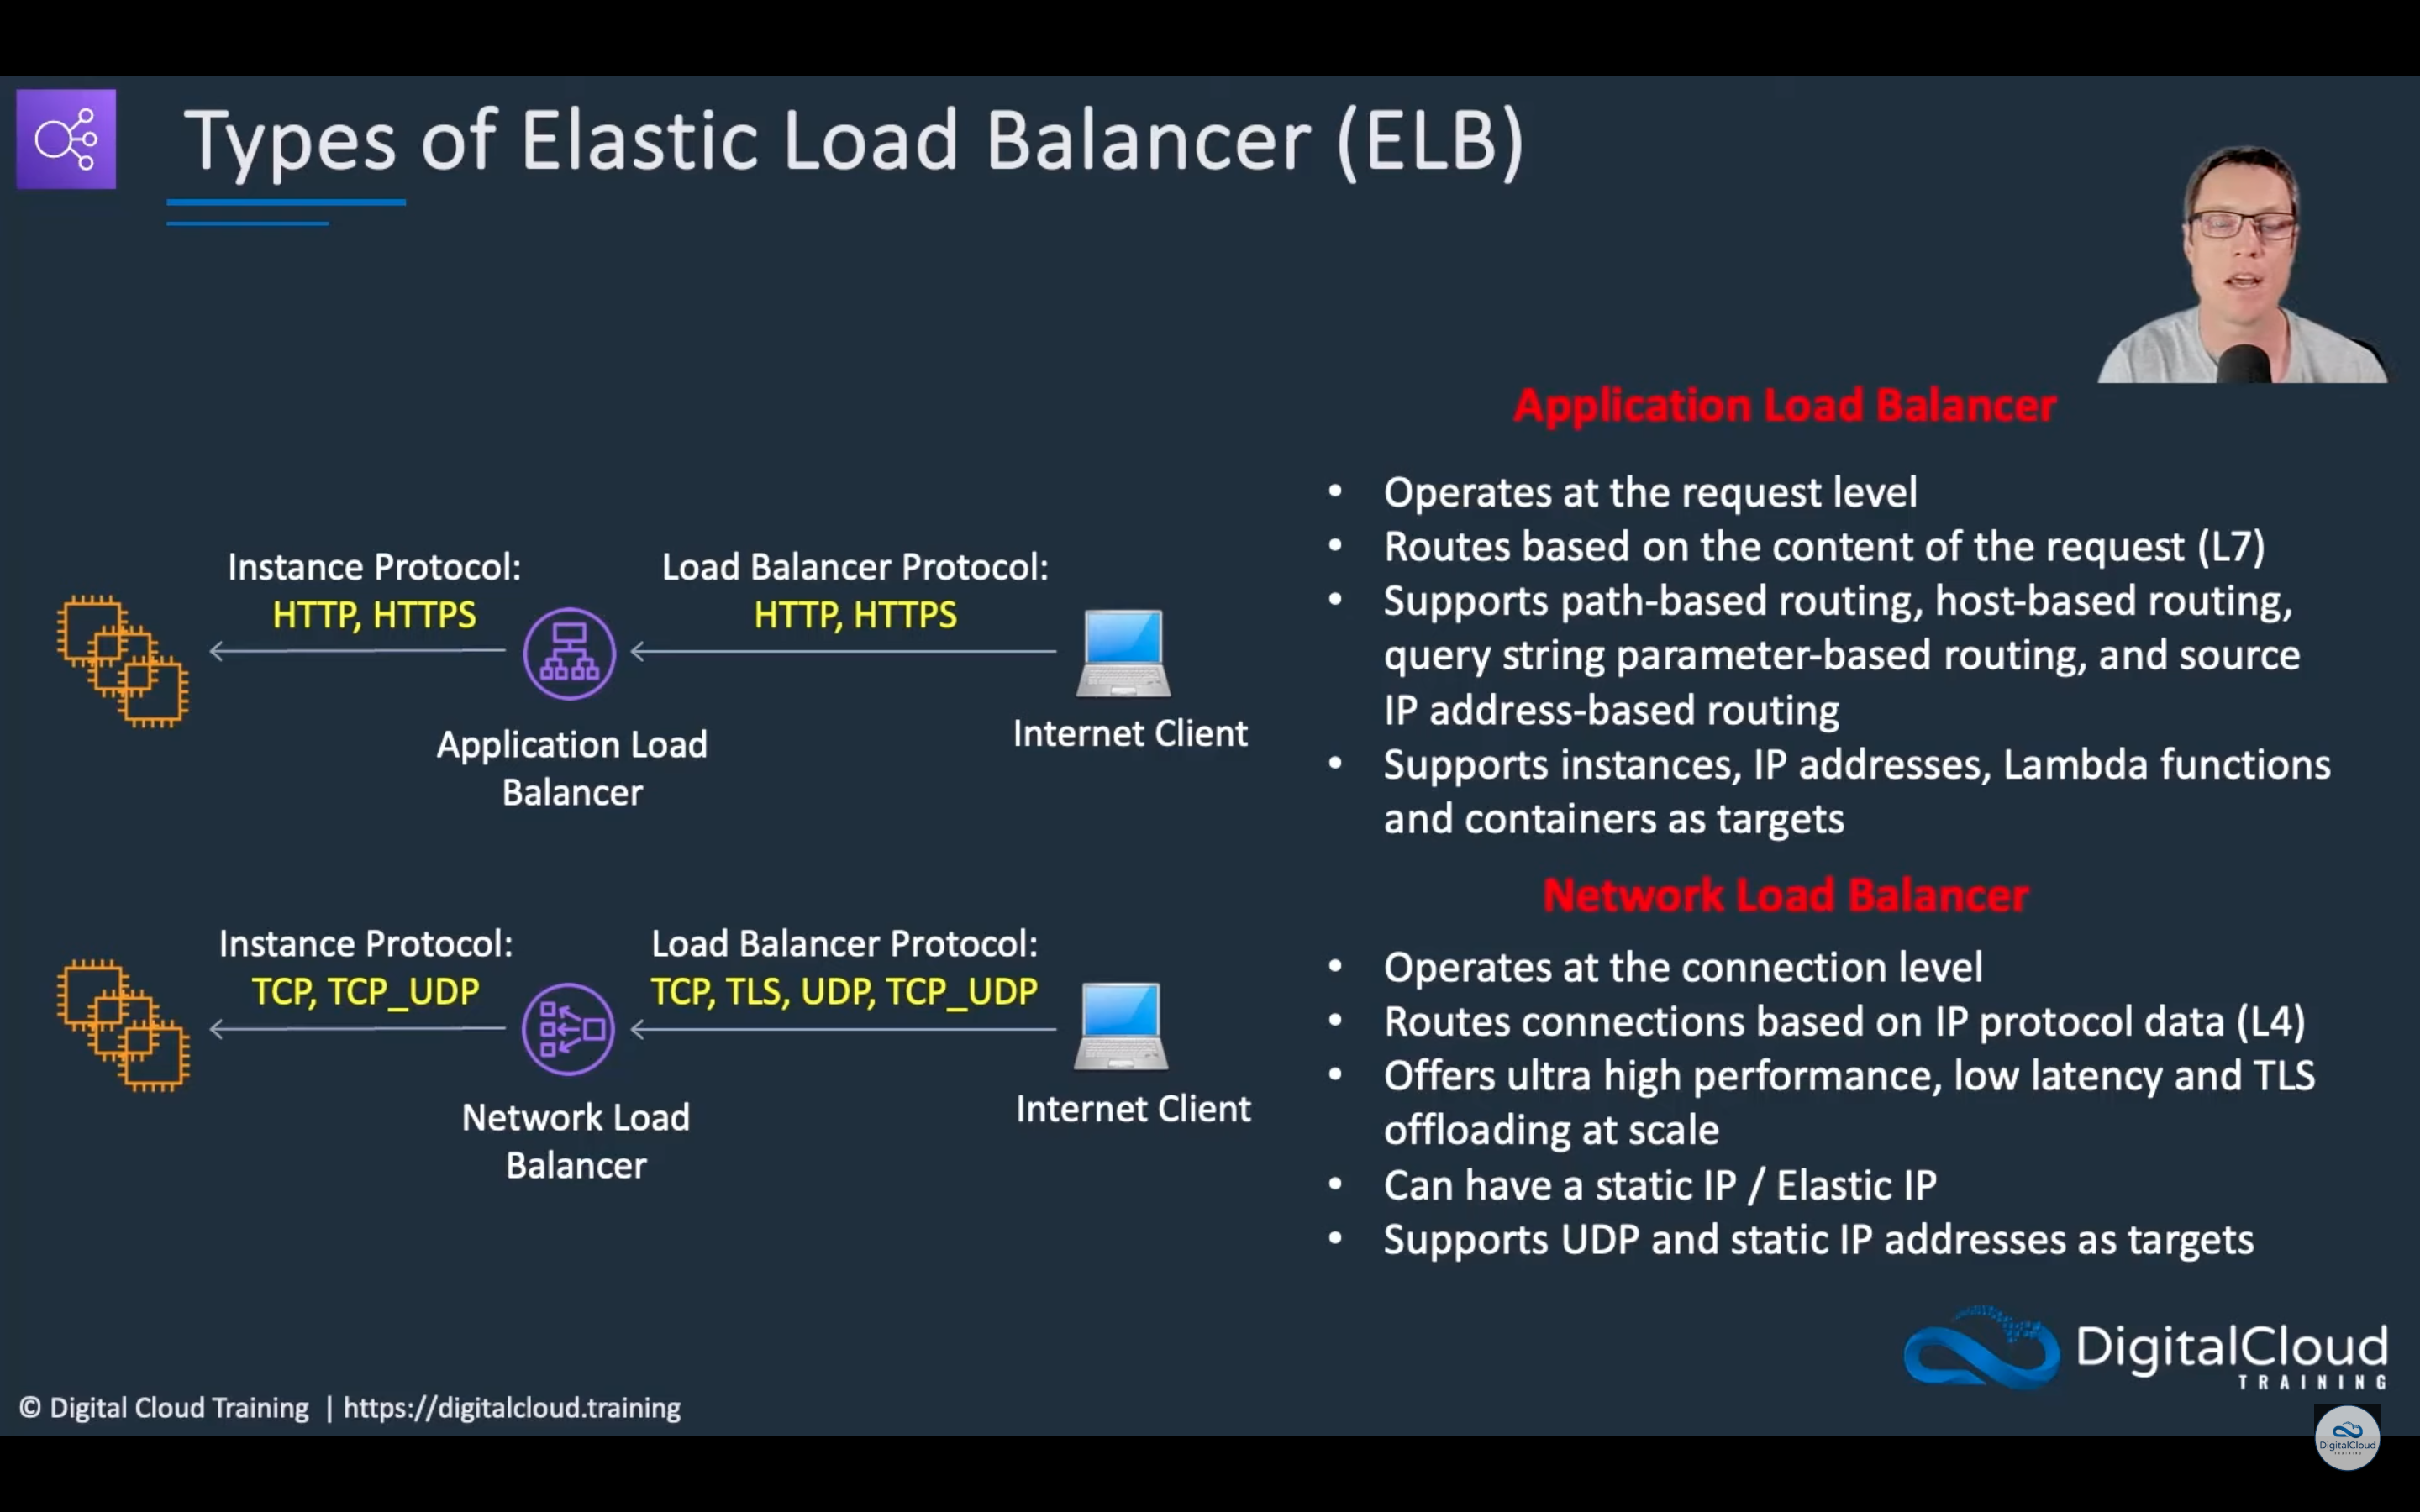 Types of Elastic Load Balancer (ELB)
Instance Protocol:
HTTP, HTTPS
Load Balancer Protocol:
HTTP, HTTPS
Application Load
Balancer
Internet Client
Instance Protocol:
TCP, TCP_UDP
Load Balancer Protocol:
TCP, TLS, UDP, TCP_UDP
Network Load
Balancer
Internet Client
Application Load Balancer
• Operates at the request level
• Routes based on the content of the request (L7)
• Supports path-based routing, host-based routing,
query string parameter-based routing, and source
IP address-based routing
• Supports instances, IP addresses, Lambda functions
and containers as targets
Network Load Balancer
• Operates at the connection level
• Routes connections based on IP protocol data (L4)
• Offers ultra high performance, low latency and TLS
offloading at scale
• Can have a static IP / Elastic IP
• Supports UDP and static IP addresses as targets
DigitalCloud
TRAINING
© Digital Cloud Training | https://digitalcloud.training
DigitalCloud
TRAINING